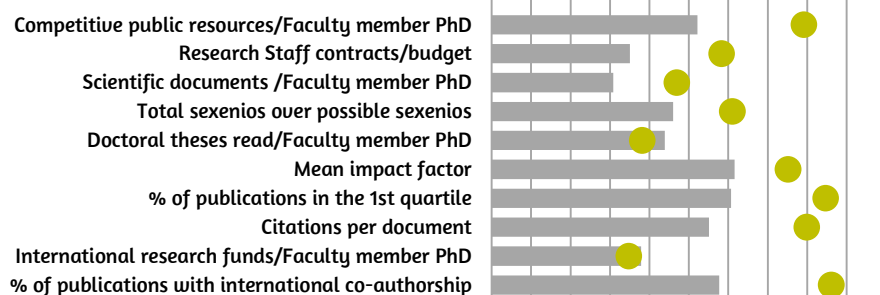 Competitive public resources/Faculty member PhD
Research Staff contracts/budget
Scientific documents /Faculty member PhD
Total sexenios over possible sexenios
Doctoral theses read/Faculty member PhD
Mean impact factor
% of publications in the 1st quartile
Citations per document
International research funds/Faculty member PhD
% of publications with international co-authorship